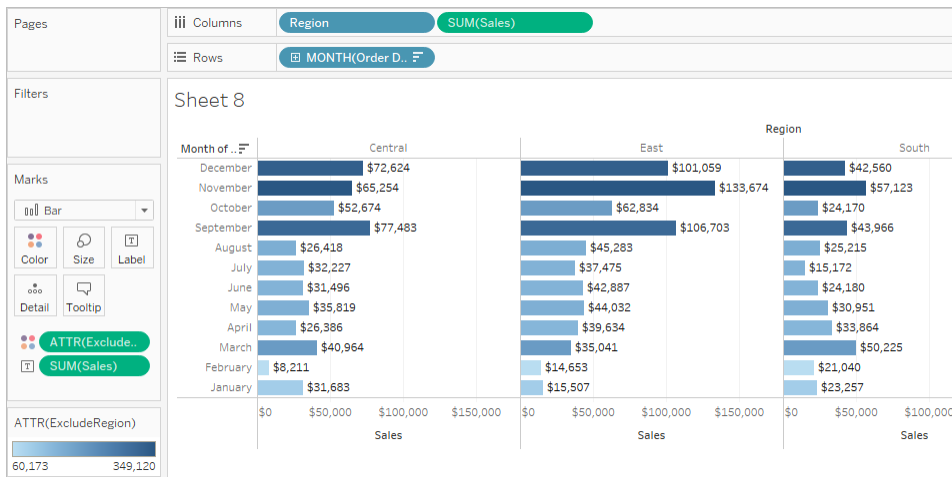 Pages
Columns Region SUM(Sales)
Rows MONTH(Order D..
Filters
Sheet 8
Region
Month of .. Central East South
December $72,624 $101,059 $42,560
November $65,254 $133,674 $57,123
October $52,674 $62,834 $24,170
September $77,483 $106,703 $43,966
August $26,418 $45,283 $25,215
July $32,227 $37,475 $15,172
June $31,496 $42,887 $24,180
May $35,819 $44,032 $30,951
April $26,386 $39,634 $33,864
March $40,964 $35,041 $50,225
February $8,211 $14,653 $21,040
January $31,683 $15,507 $23,257
$0 $50,000 $100,000 $150,000 $0 $50,000 $100,000 $150,000 $0 $50,000 $100,000
Sales Sales Sales
Marks
Bar
Color Size Label
T
Detail Tooltip
ATTR(Exclude..
T SUM(Sales)
ATTR(ExcludeRegion)
60,173 349,120